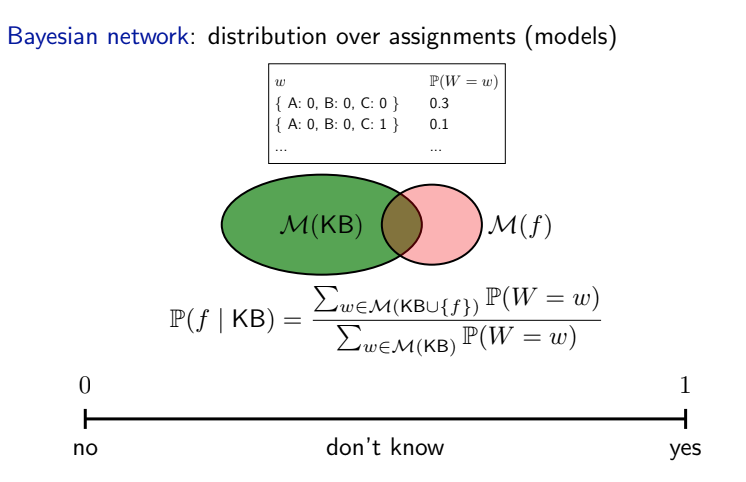 Bayesian network: distribution over assignments (models)
w ℙ(W = w)
{ A: 0, B: 0, C: 0 } 0.3
{ A: 0, B: 0, C: 1 } 0.1
... ...
ℳ(KB) ℳ(f)
ℙ(f | KB) = ∑w∈ℳ(KB∪{f}) ℙ(W = w) / ∑w∈ℳ(KB) ℙ(W = w)
0 1
no don't know yes